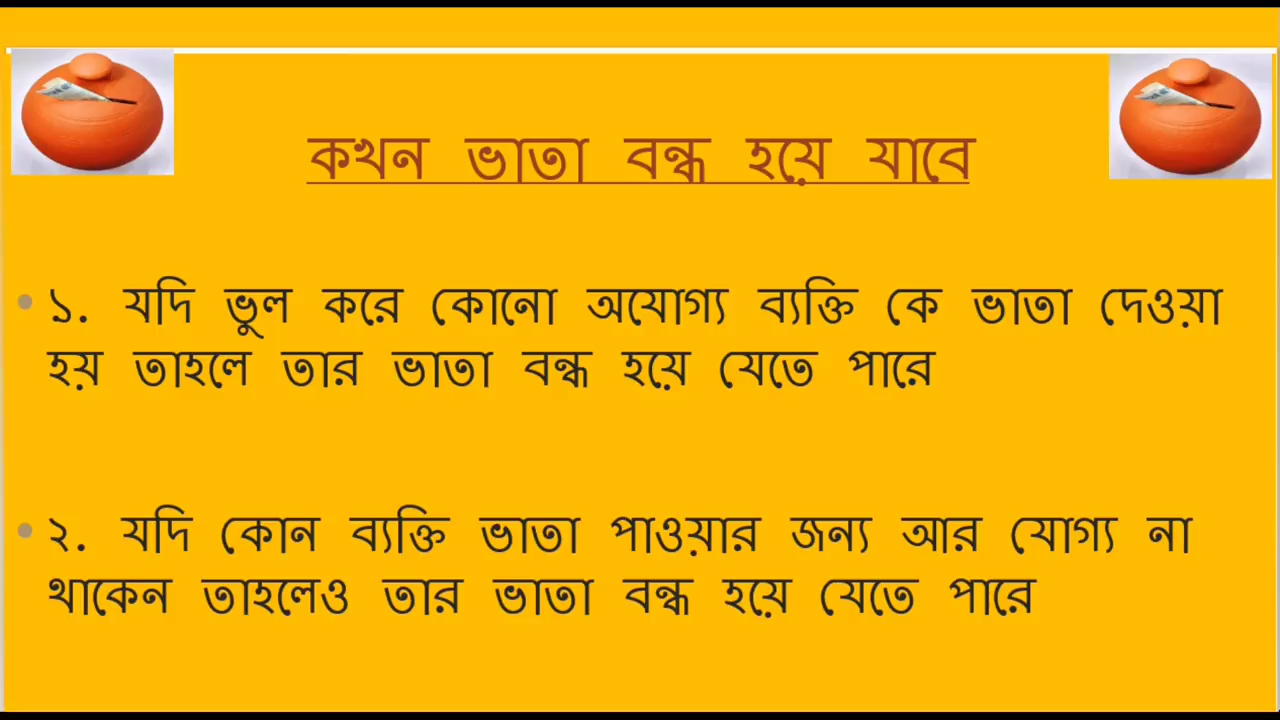 কখন ভাতা বন্ধ হয়ে যাবে
১. যদি ভুল করে কোনো অযোগ্য ব্যক্তি কে ভাতা দেওয়া
হয় তাহলে তার ভাতা বন্ধ হয়ে যেতে পারে
২. যদি কোন ব্যক্তি ভাতা পাওয়ার জন্য আর যোগ্য না
থাকেন তাহলেও তার ভাতা বন্ধ হয়ে যেতে পারে